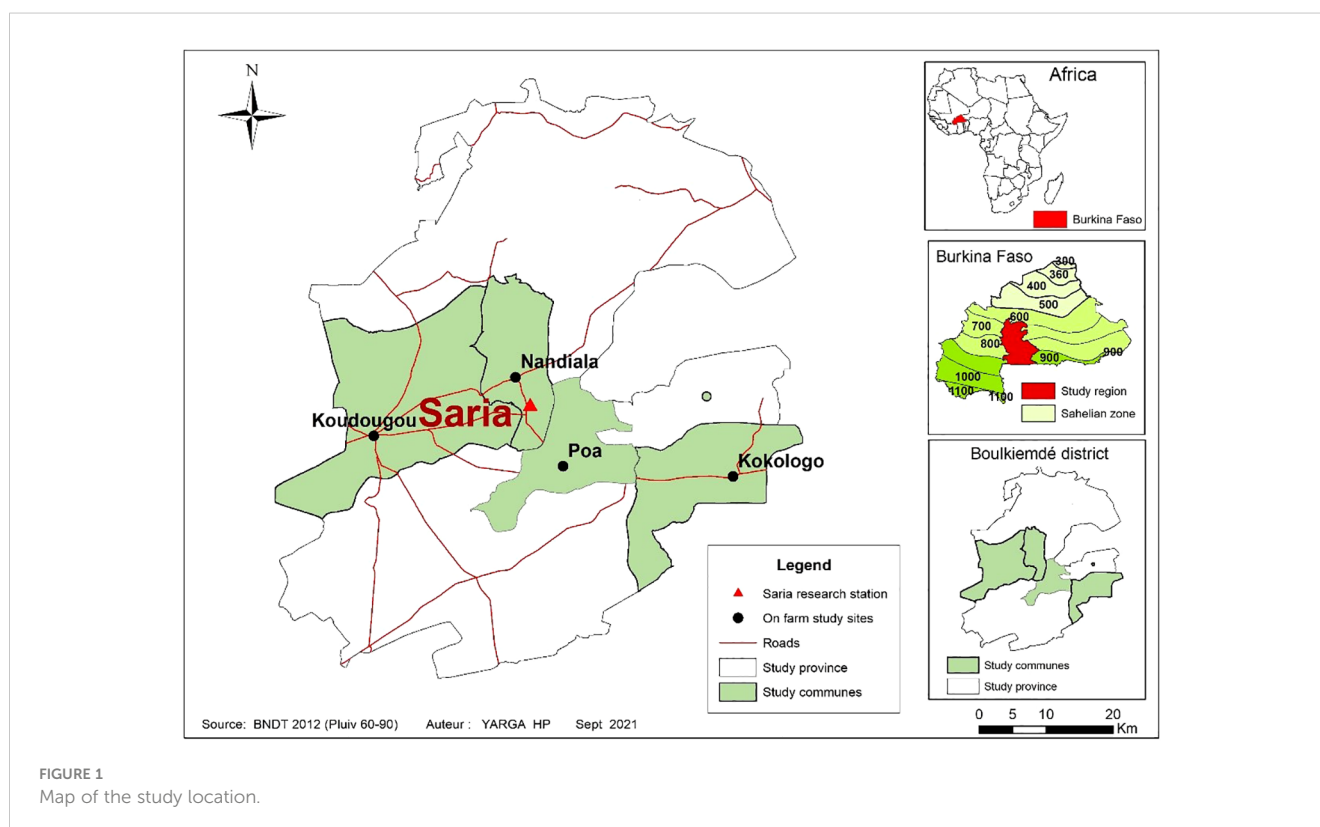 N
Nandiala
Saria
Koudougou
Poa
Kokologo
Legend
Saria research station
On farm study sites
Roads
Study province
Study communes
Source: BNDT 2012 (Pluiv 60-90) Auteur : YARGA HP Sept 2021
Africa
Burkina Faso
Burkina Faso
300
360
400
500
600
700
800
900
900
1000
1100
1100
Study region
Sahelian zone
Boulkiemdé district
Study communes
Study province
0 5 10 20
Km
FIGURE 1
Map of the study location.